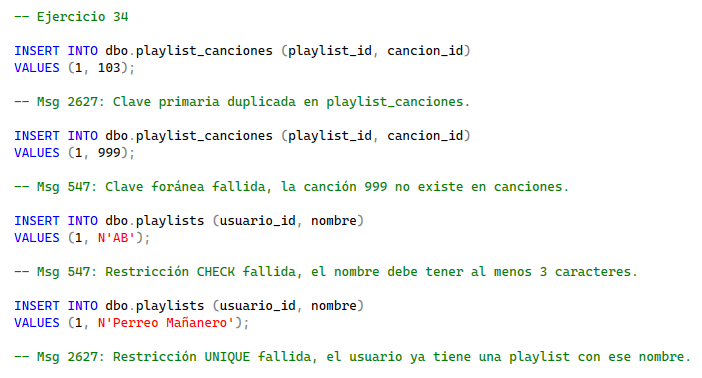 -- Ejercicio 34
INSERT INTO dbo.playlist_canciones (playlist_id, cancion_id)
VALUES (1, 103);
-- Msg 2627: Clave primaria duplicada en playlist_canciones.
INSERT INTO dbo.playlist_canciones (playlist_id, cancion_id)
VALUES (1, 999);
-- Msg 547: Clave foránea fallida, la canción 999 no existe en canciones.
INSERT INTO dbo.playlists (usuario_id, nombre)
VALUES (1, N'AB');
-- Msg 547: Restricción CHECK fallida, el nombre debe tener al menos 3 caracteres.
INSERT INTO dbo.playlists (usuario_id, nombre)
VALUES (1, N'Perreo Mañanero');
-- Msg 2627: Restricción UNIQUE fallida, el usuario ya tiene una playlist con ese nombre.